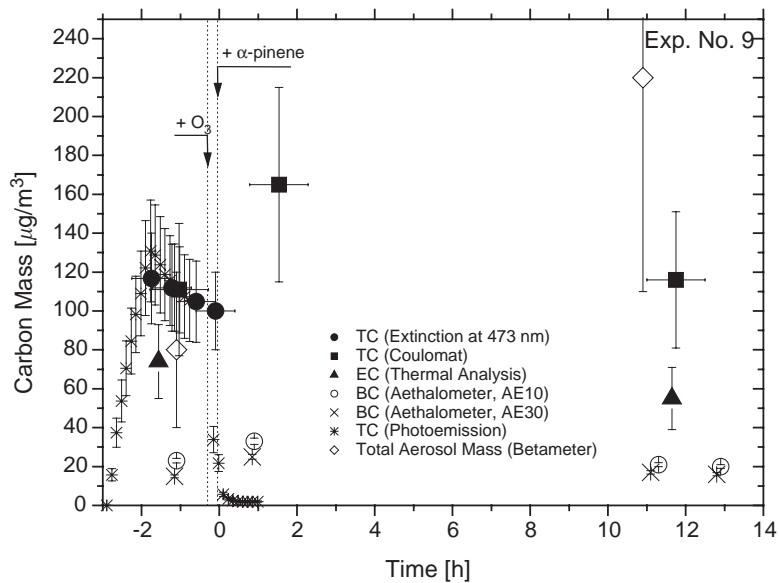 Exp. No. 9
+ α-pinene
+ O₃
Carbon Mass [μg/m³]
240
220
200
180
160
140
120
100
80
60
40
20
0
TC (Extinction at 473 nm)
TC (Coulomat)
EC (Thermal Analysis)
BC (Aethalometer, AE10)
BC (Aethalometer, AE30)
TC (Photoemission)
Total Aerosol Mass (Betameter)
-2 0 2 4 6 8 10 12 14
Time [h]